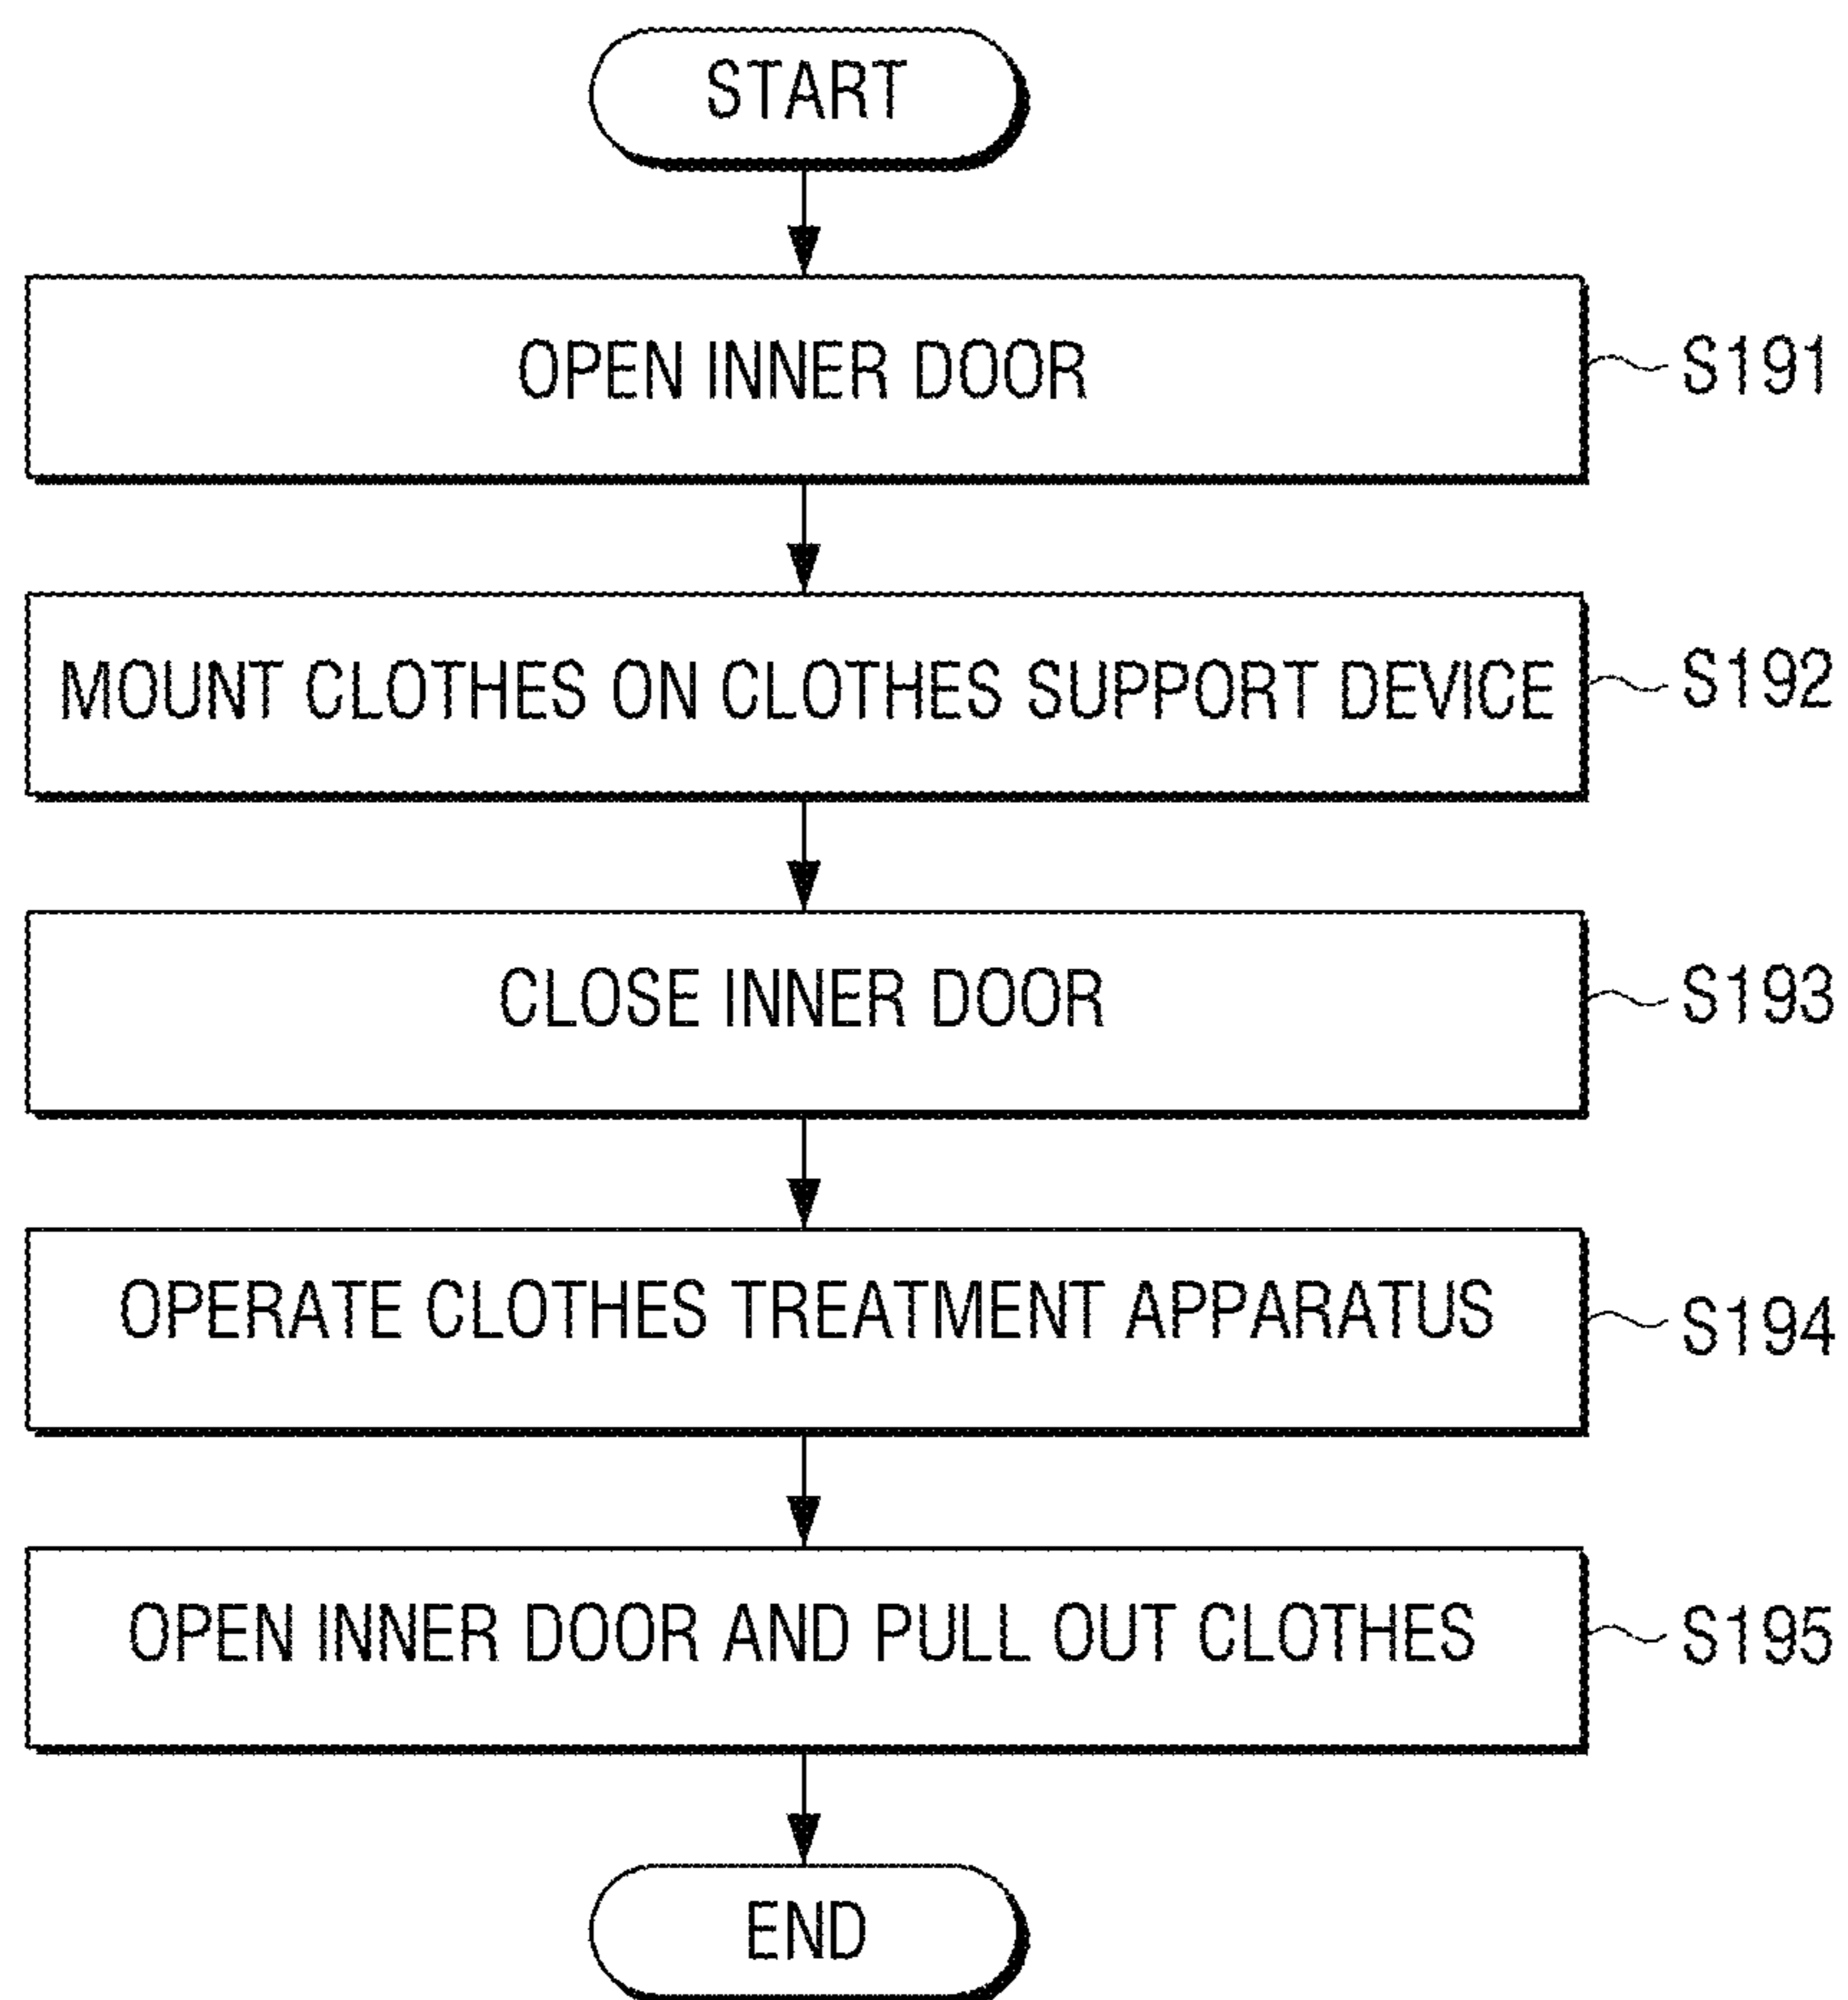 START
OPEN INNER DOOR
S191
MOUNT CLOTHES ON CLOTHES SUPPORT DEVICE
S192
CLOSE INNER DOOR
S193
OPERATE CLOTHES TREATMENT APPARATUS
S194
OPEN INNER DOOR AND PULL OUT CLOTHES
S195
END